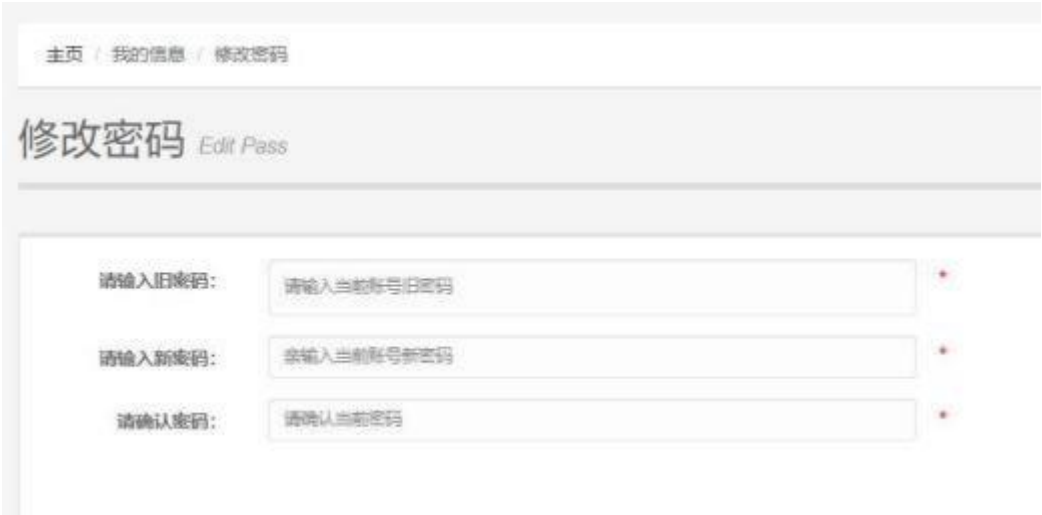 主页 / 我的信息 / 修改密码
修改密码 Edit Pass
请输入旧密码： 请输入当前账号旧密码 *
请输入新密码： 亲输入当前账号新密码 *
请确认密码： 请确认当前密码 *